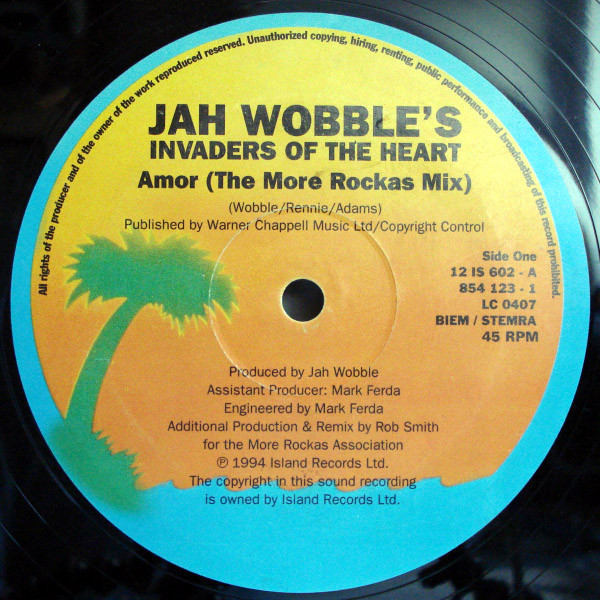 All rights of the producer and of the owner of the work reproduced reserved. Unauthorized copying, hiring, renting, public performance and broadcasting of this record prohibited.
JAH WOBBLE'S
INVADERS OF THE HEART
Amor (The More Rockas Mix)
(Wobble/Rennie/Adams)
Published by Warner Chappell Music Ltd/Copyright Control
Side One
12 IS 602 - A
854 123 - 1
LC 0407
BIEM / STEMRA
45 RPM
Produced by Jah Wobble
Assistant Producer: Mark Ferda
Engineered by Mark Ferda
Additional Production & Remix by Rob Smith
for the More Rockas Association
℗ 1994 Island Records Ltd.
The copyright in this sound recording
is owned by Island Records Ltd.